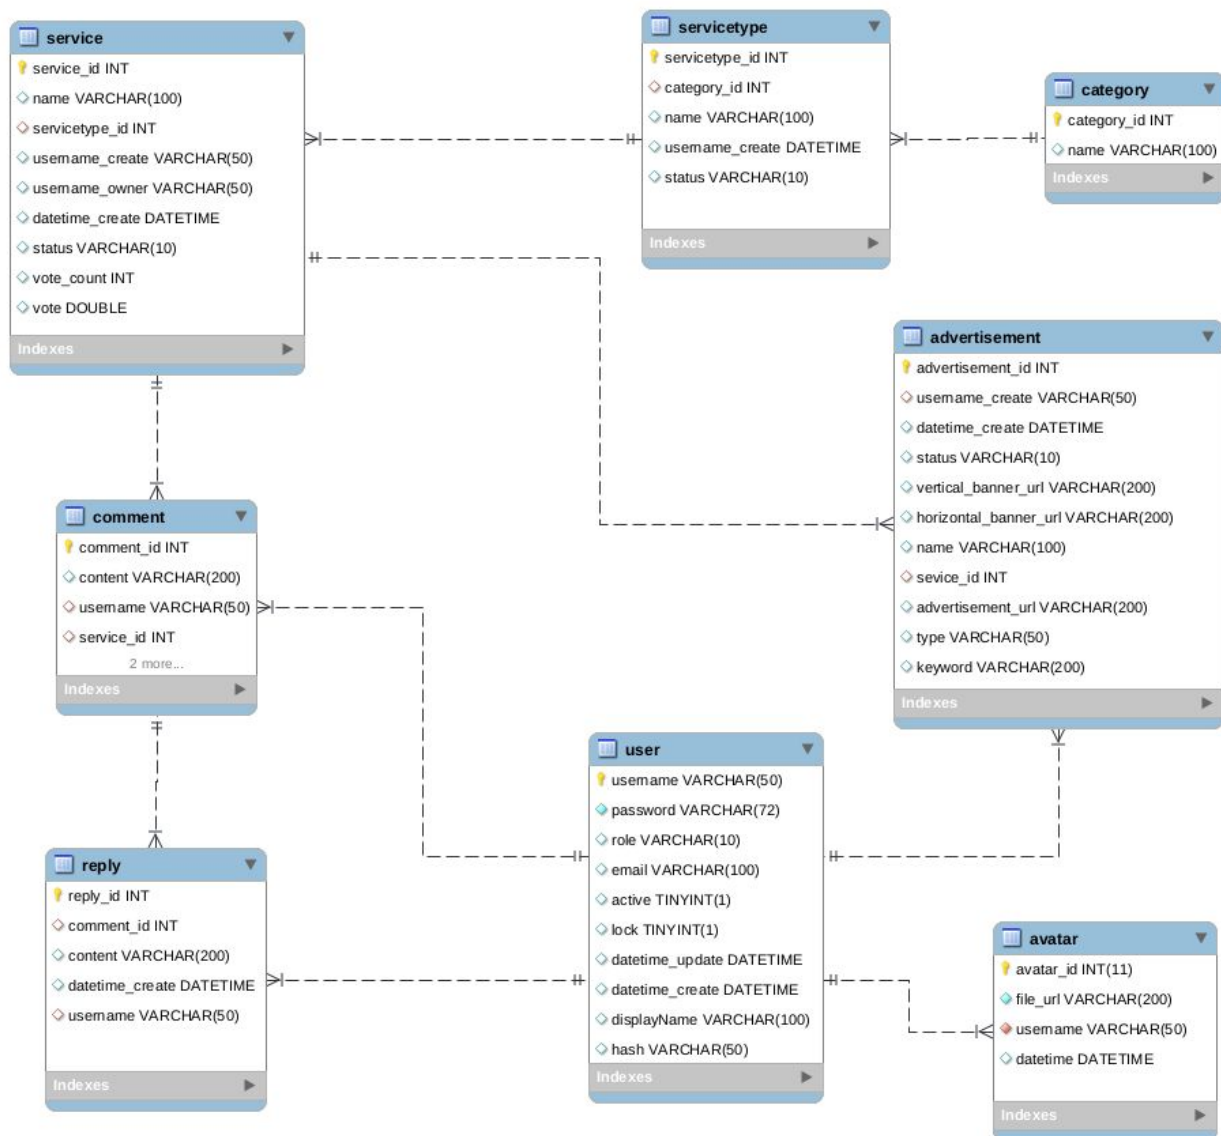 service
service_id INT
name VARCHAR(100)
servicetype_id INT
username_create VARCHAR(50)
username_owner VARCHAR(50)
datetime_create DATETIME
status VARCHAR(10)
vote_count INT
vote DOUBLE
Indexes
servicetype
servicetype_id INT
category_id INT
name VARCHAR(100)
username_create DATETIME
status VARCHAR(10)
Indexes
category
category_id INT
name VARCHAR(100)
Indexes
advertisement
advertisement_id INT
username_create VARCHAR(50)
datetime_create DATETIME
status VARCHAR(10)
vertical_banner_url VARCHAR(200)
horizontal_banner_url VARCHAR(200)
name VARCHAR(100)
sevice_id INT
advertisement_url VARCHAR(200)
type VARCHAR(50)
keyword VARCHAR(200)
Indexes
comment
comment_id INT
content VARCHAR(200)
username VARCHAR(50)
service_id INT
2 more...
Indexes
user
username VARCHAR(50)
password VARCHAR(72)
role VARCHAR(10)
email VARCHAR(100)
active TINYINT(1)
lock TINYINT(1)
datetime_update DATETIME
datetime_create DATETIME
displayName VARCHAR(100)
hash VARCHAR(50)
Indexes
reply
reply_id INT
comment_id INT
content VARCHAR(200)
datetime_create DATETIME
username VARCHAR(50)
Indexes
avatar
avatar_id INT(11)
file_url VARCHAR(200)
username VARCHAR(50)
datetime DATETIME
Indexes